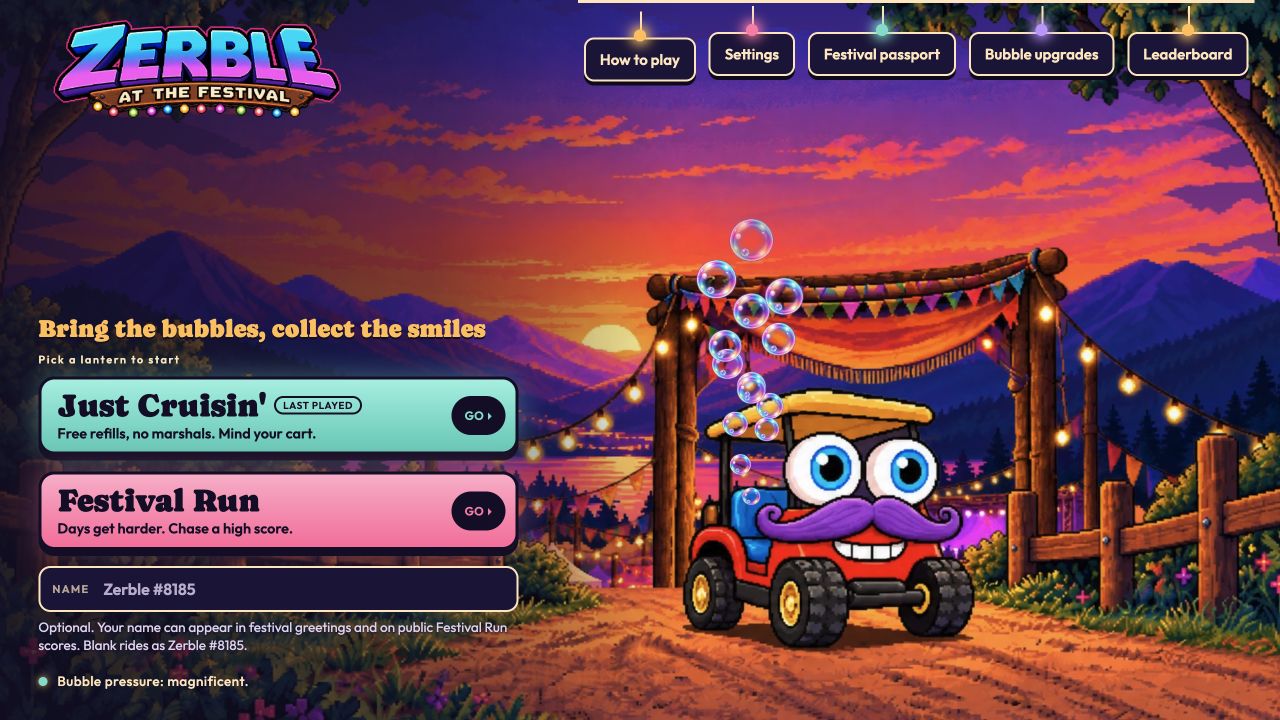 ZERBLE
AT THE FESTIVAL
How to play
Settings
Festival passport
Bubble upgrades
Leaderboard
Bring the bubbles, collect the smiles
Pick a lantern to start
Just Cruisin' LAST PLAYED
Free refills, no marshals. Mind your cart.
GO
Festival Run
Days get harder. Chase a high score.
GO
NAME Zerble #8185
Optional. Your name can appear in festival greetings and on public Festival Run
scores. Blank rides as Zerble #8185.
Bubble pressure: magnificent.